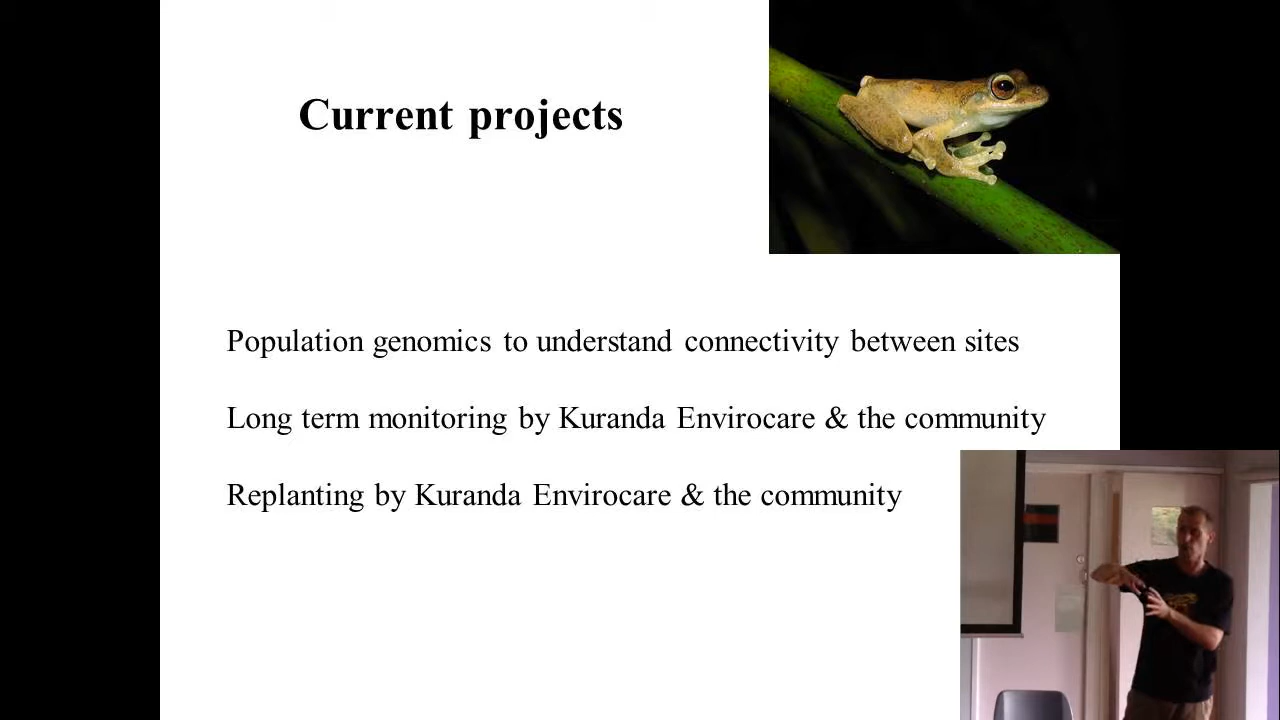 Current projects
Population genomics to understand connectivity between sites
Long term monitoring by Kuranda Envirocare & the community
Replanting by Kuranda Envirocare & the community